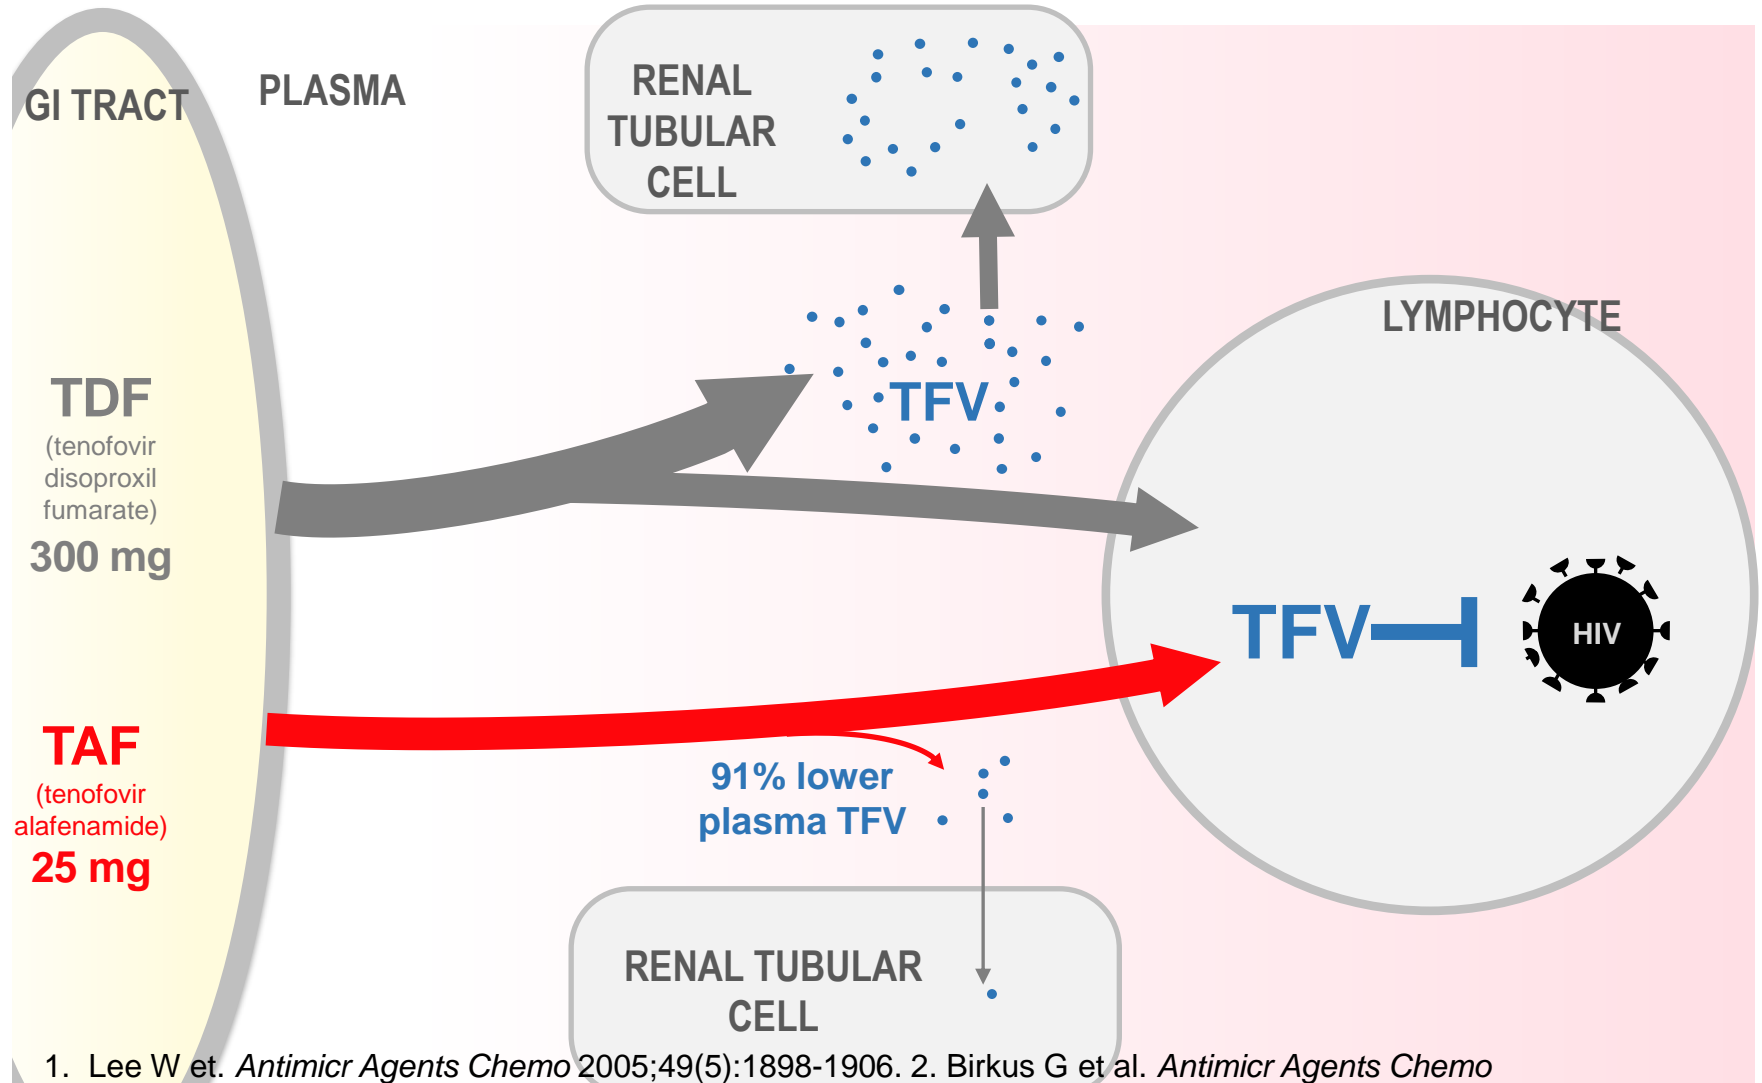 GI TRACT
PLASMA
RENAL
TUBULAR
CELL
LYMPHOCYTE
TDF
(tenofovir
disoproxil
fumarate)
300 mg
TFV
TFV
HIV
TAF
(tenofovir
alafenamide)
25 mg
91% lower
plasma TFV
RENAL TUBULAR
CELL
1. Lee W et. Antimicr Agents Chemo 2005;49(5):1898-1906. 2. Birkus G et al. Antimicr Agents Chemo